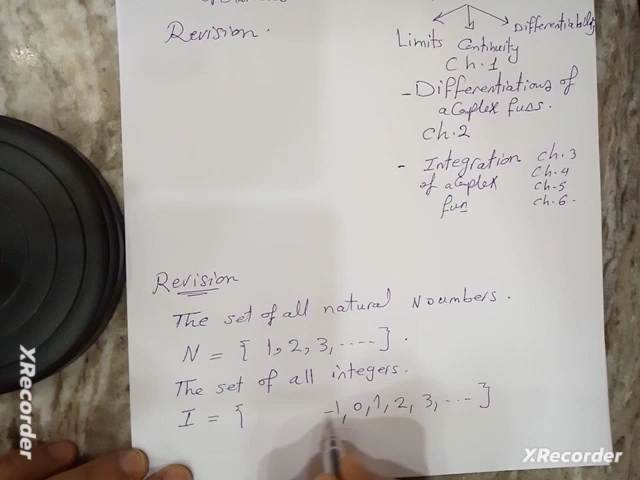 Revision.
Differentiability
Limits Continuity
Ch.1
- Differentiations of
a Coplex funs.
Ch.2
- Integration Ch.3
of a Coplex Ch.4
fun Ch-5
Ch.6.
Revision
The set of all natural Noumbers.
N = { 1, 2, 3, ..... } .
The set of all integers.
I = { -1, 0, 1, 2, 3, .... }
XRecorder
XRecorder